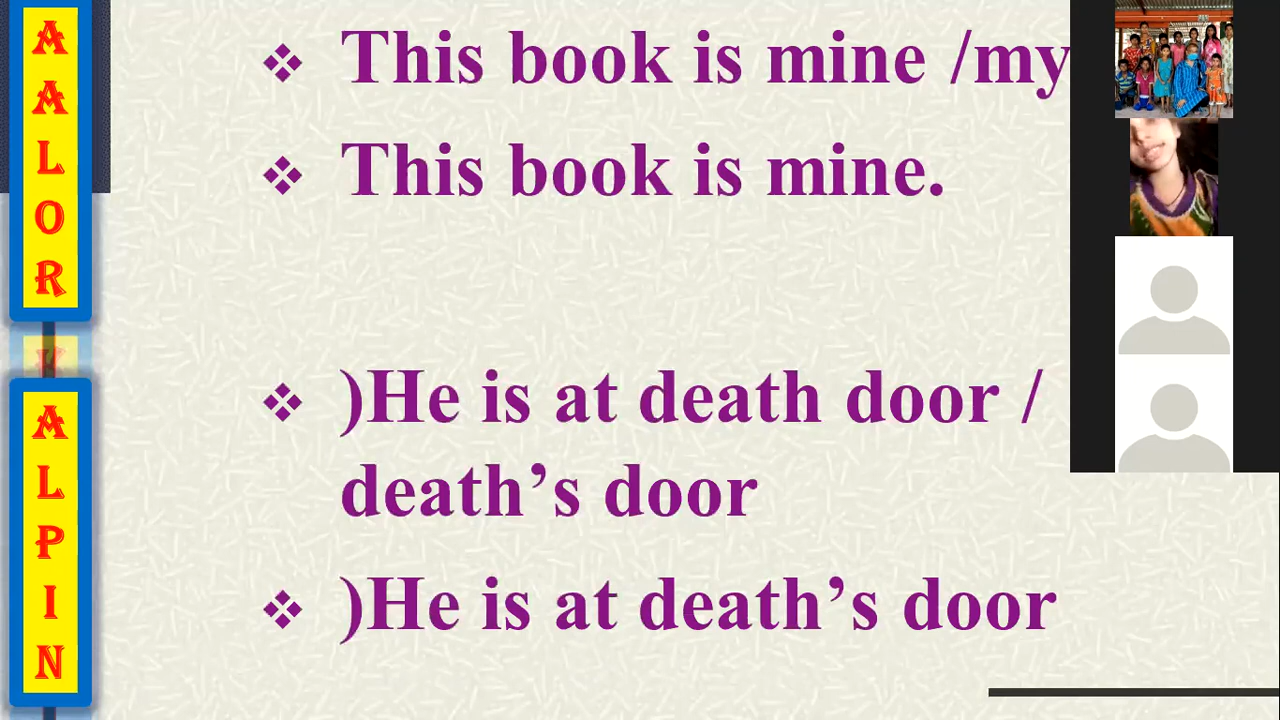 AALOR
ALPIN
This book is mine /my
This book is mine.
)He is at death door /
death’s door
)He is at death’s door